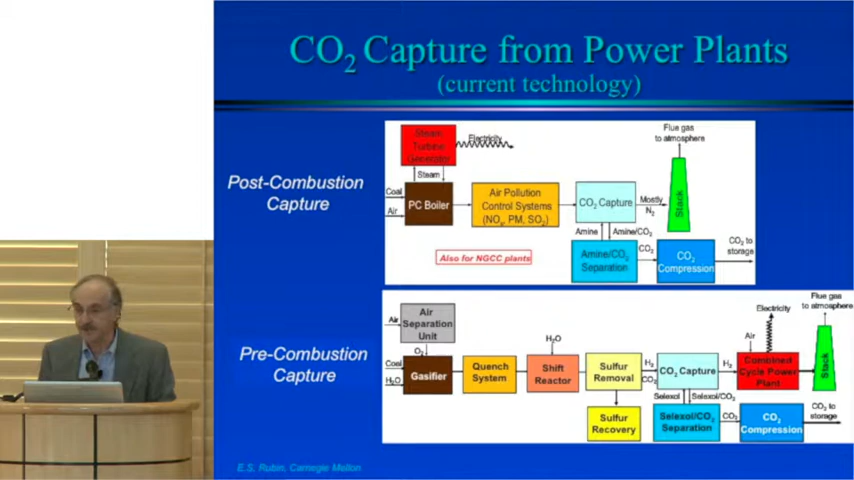 CO₂ Capture from Power Plants
(current technology)
Post-Combustion
Capture
Steam
Turbine
Generator
Electricity
Steam
Coal
Air
PC Boiler
Air Pollution
Control Systems
(NOₓ, PM, SO₂)
CO₂ Capture
Mostly
N₂
Flue gas
to atmosphere
Stack
Amine
Amine/CO₂
Amine/CO₂
Separation
CO₂
CO₂
Compression
CO₂ to
storage
Also for NGCC plants
Pre-Combustion
Capture
Air
Air
Separation
Unit
O₂
Coal
H₂O
Gasifier
Quench
System
H₂O
Shift
Reactor
Sulfur
Removal
H₂
CO₂
Sulfur
Recovery
CO₂ Capture
H₂
Air
Electricity
Combined
Cycle Power
Plant
Flue gas
to atmosphere
Stack
Selexol
Selexol/CO₂
Selexol/CO₂
Separation
CO₂
CO₂
Compression
CO₂ to
storage
E.S. Rubin, Carnegie Mellon